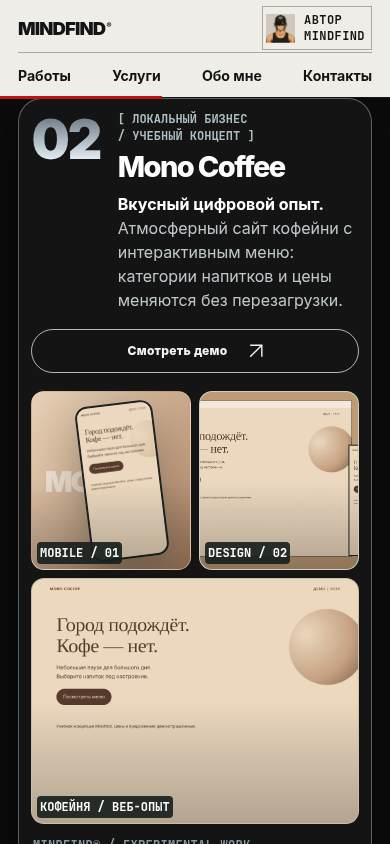 MINDFIND®
АВТОР
MINDFIND
Работы Услуги Обо мне Контакты
02
[ ЛОКАЛЬНЫЙ БИЗНЕС
/ УЧЕБНЫЙ КОНЦЕПТ ]
Mono Coffee
Вкусный цифровой опыт.
Атмосферный сайт кофейни с
интерактивным меню:
категории напитков и цены
меняются без перезагрузки.
Смотреть демо
Город подождёт.
Кофе — нет.
MOBILE / 01
подождёт.
— нет.
DESIGN / 02
MONO COFFEE
Город подождёт.
Кофе — нет.
Небольшая пауза для большого дня.
Выберите напиток под настроение.
Посмотреть меню
КОФЕЙНЯ / ВЕБ-ОПЫТ
MINDFIND® / EXPERIMENTAL WORK